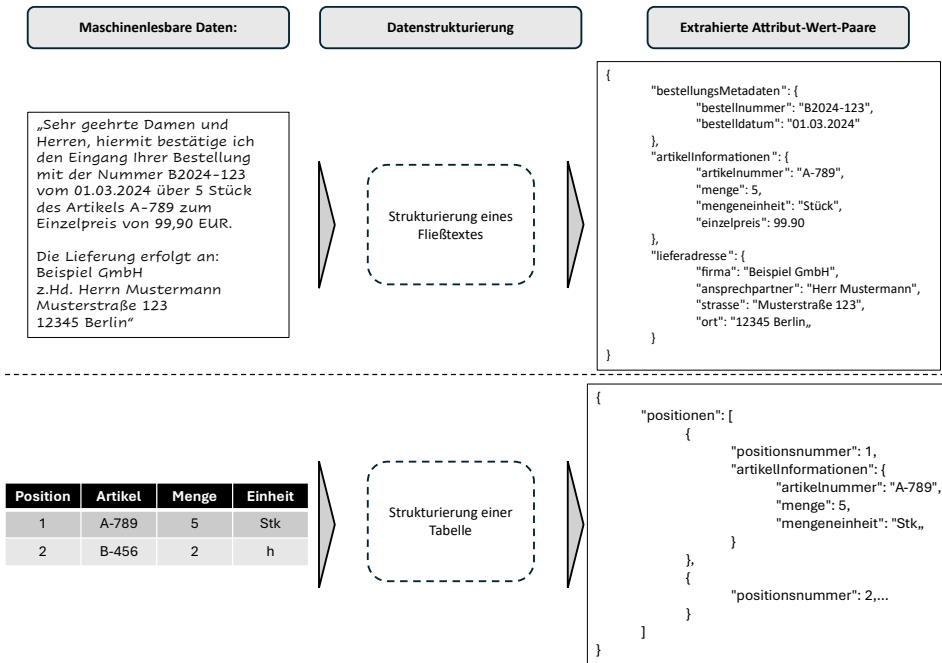 Maschinenlesbare Daten:
Datenstrukturierung
Extrahierte Attribut-Wert-Paare
„Sehr geehrte Damen und
Herren, hiermit bestätige ich
den Eingang Ihrer Bestellung
mit der Nummer B2024-123
vom 01.03.2024 über 5 Stück
des Artikels A-789 zum
Einzelpreis von 99,90 EUR.
Die Lieferung erfolgt an:
Beispiel GmbH
z.Hd. Herrn Mustermann
Musterstraße 123
12345 Berlin“
Strukturierung eines
Fließtextes
{
"bestellungsMetadaten": {
"bestellnummer": "B2024-123",
"bestelldatum": "01.03.2024"
},
"artikelInformationen": {
"artikelnummer": "A-789",
"menge": 5,
"mengeneinheit": "Stück",
"einzelpreis": 99.90
},
"lieferadresse": {
"firma": "Beispiel GmbH",
"ansprechpartner": "Herr Mustermann",
"strasse": "Musterstraße 123",
"ort": "12345 Berlin„
}
}
Position Artikel Menge Einheit
1 A-789 5 Stk
2 B-456 2 h
Strukturierung einer
Tabelle
{
"positionen": [
{
"positionsnummer": 1,
"artikelInformationen": {
"artikelnummer": "A-789",
"menge": 5,
"mengeneinheit": "Stk„
}
},
{
"positionsnummer": 2,...
}
]
}